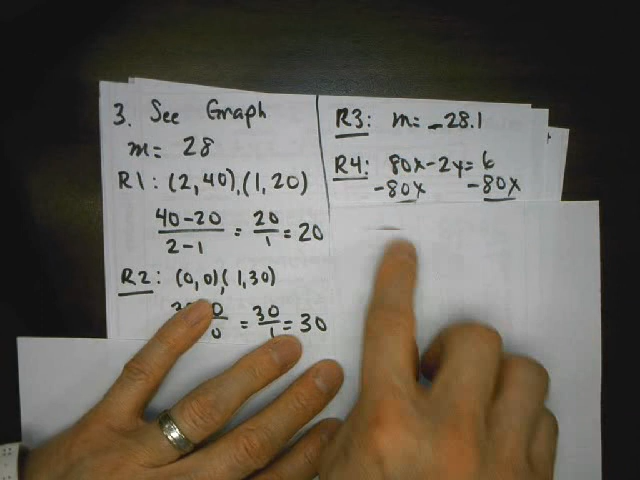 3. See Graph
m = 28
R1: (2,40),(1,20)
40-20 / 2-1 = 20/1 = 20
R2: (0,0)(1,30)
= 30/1 = 30
R3: m = -28.1
R4: 80x-2y=6
-80x -80x